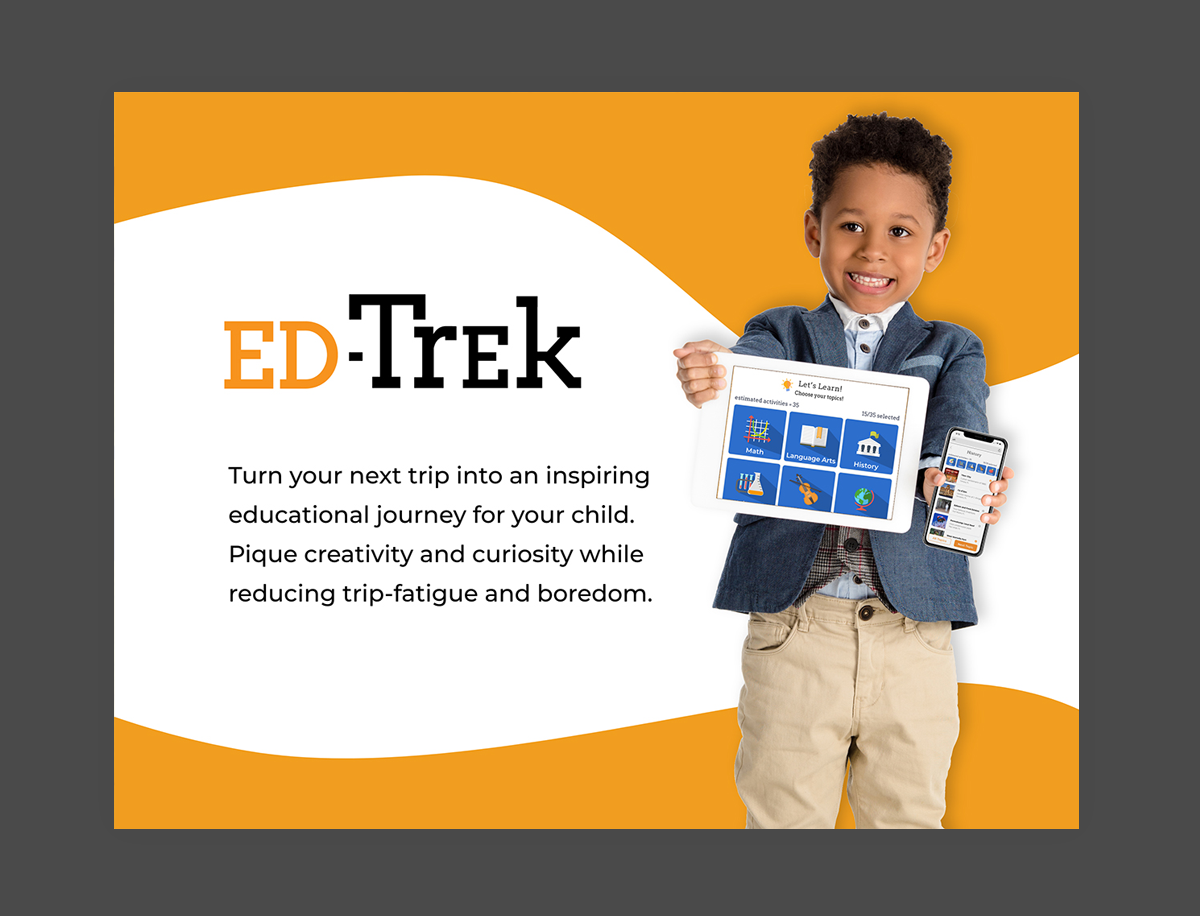 ED-Trek
Turn your next trip into an inspiring
educational journey for your child.
Pique creativity and curiosity while
reducing trip-fatigue and boredom.
Let's Learn!
Choose your topics!
estimated activities = 35
15/35 selected
Math
Language Arts
History
History